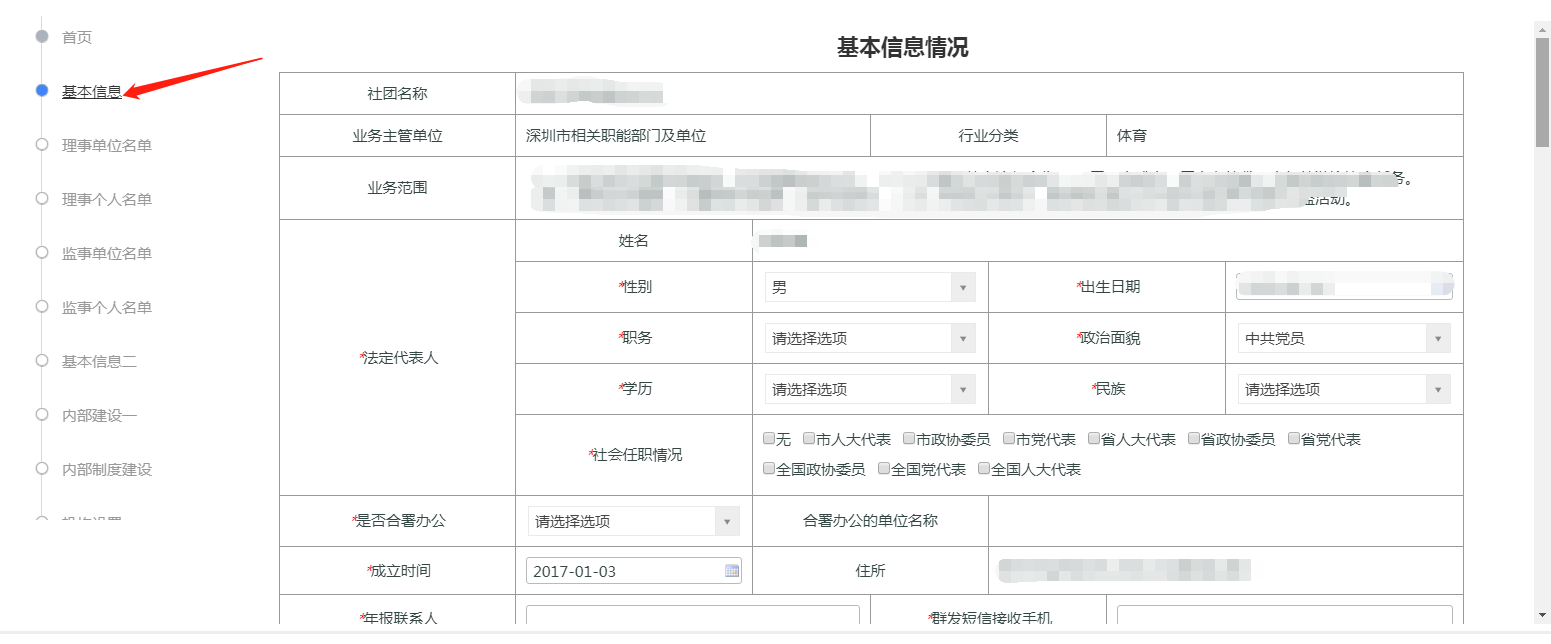 首页
基本信息
理事单位名单
理事个人名单
监事单位名单
监事个人名单
基本信息二
内部建设一
内部制度建设
基本信息情况
社团名称
业务主管单位 深圳市相关职能部门及单位 行业分类 体育
业务范围
务。
活动。
*法定代表人
姓名
*性别 男 *出生日期
*职务 请选择选项 *政治面貌 中共党员
*学历 请选择选项 *民族 请选择选项
*社会任职情况
无 市人大代表 市政协委员 市党代表 省人大代表 省政协委员 省党代表
全国政协委员 全国党代表 全国人大代表
*是否合署办公 请选择选项 合署办公的单位名称
*成立时间 2017-01-03 住所
*年报联系人 *群发短信接收手机